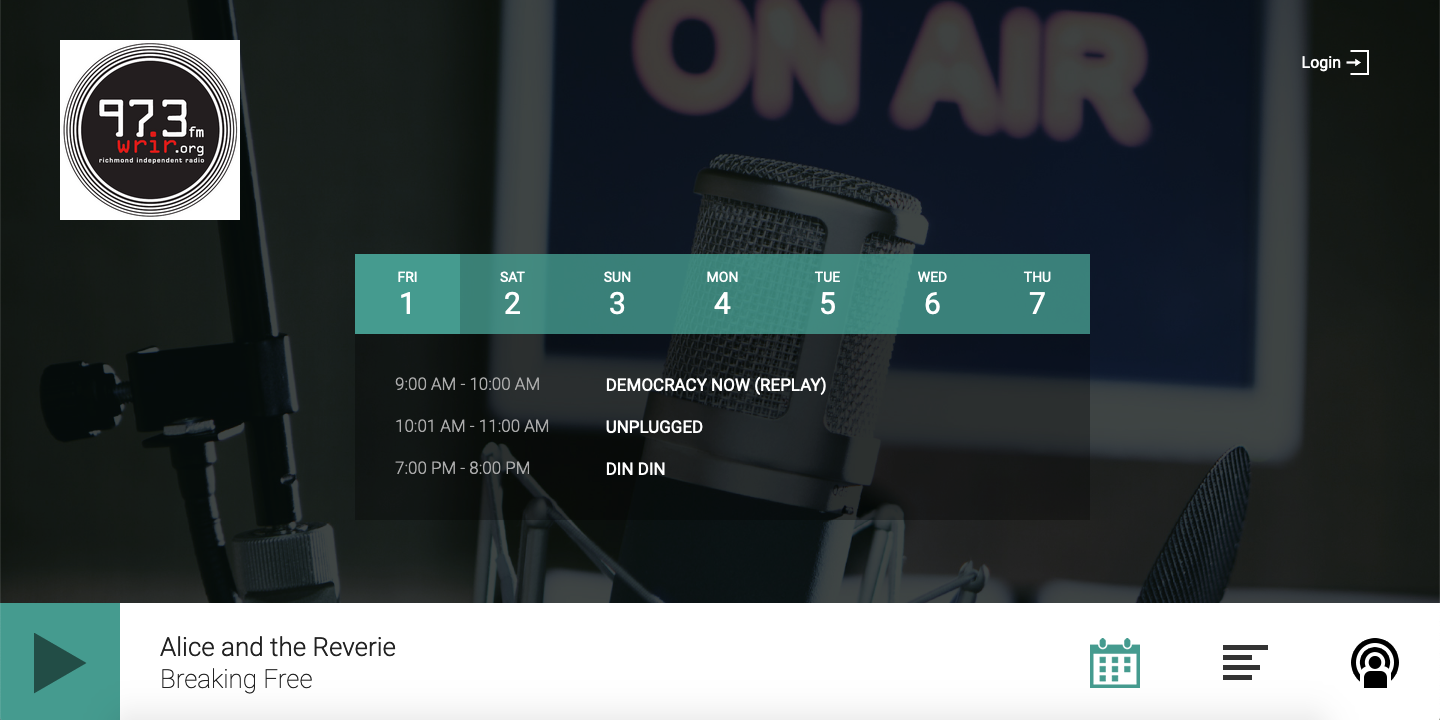 ON AIR
Login
97.3 fm
wrir.org
richmond independent radio
FRI SAT SUN MON TUE WED THU
1 2 3 4 5 6 7
9:00 AM - 10:00 AM DEMOCRACY NOW (REPLAY)
10:01 AM - 11:00 AM UNPLUGGED
7:00 PM - 8:00 PM DIN DIN
Alice and the Reverie
Breaking Free